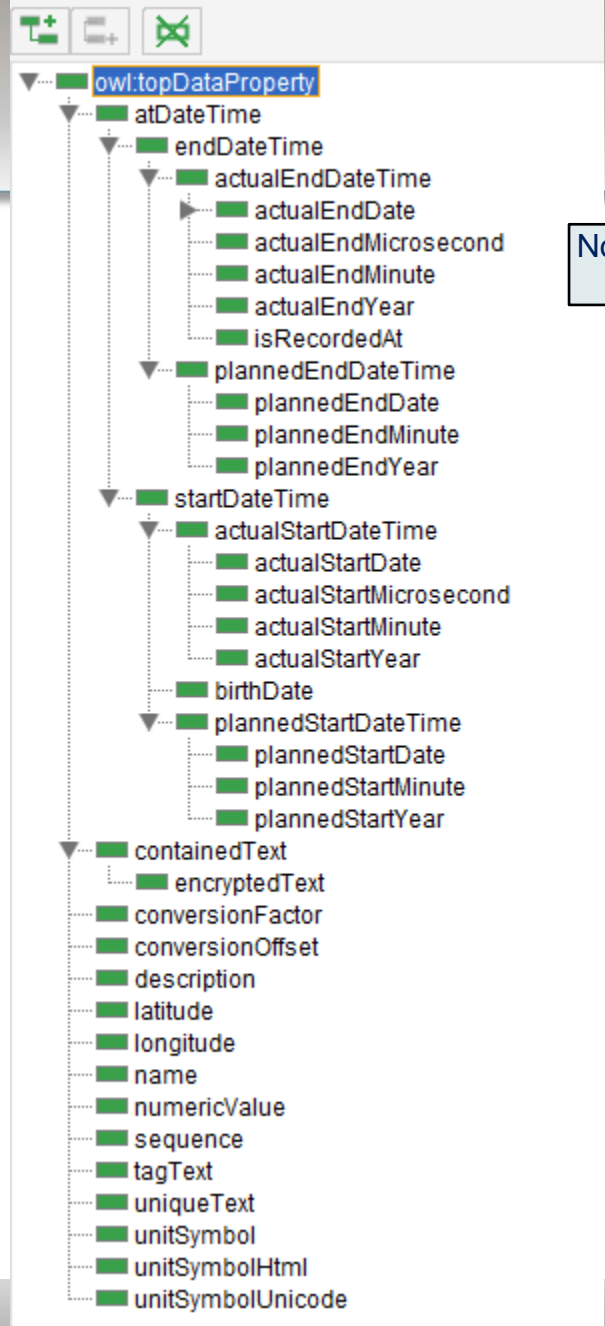 owl:topDataProperty
atDateTime
endDateTime
actualEndDateTime
actualEndDate
actualEndMicrosecond
actualEndMinute
actualEndYear
isRecordedAt
plannedEndDateTime
plannedEndDate
plannedEndMinute
plannedEndYear
startDateTime
actualStartDateTime
actualStartDate
actualStartMicrosecond
actualStartMinute
actualStartYear
birthDate
plannedStartDateTime
plannedStartDate
plannedStartMinute
plannedStartYear
containedText
encryptedText
conversionFactor
conversionOffset
description
latitude
longitude
name
numericValue
sequence
tagText
uniqueText
unitSymbol
unitSymbolHtml
unitSymbolUnicode